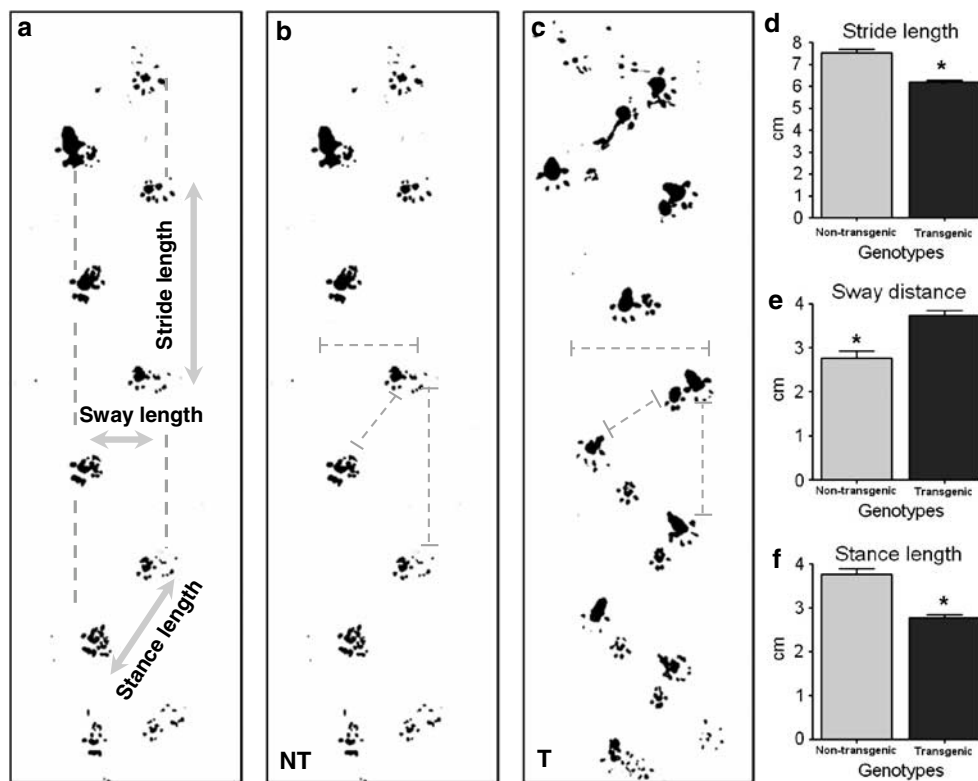 a
Stride length
Sway length
Stance length
b
NT
c
T
d
Stride length
8
7
6
5
4
3
2
1
0
cm
*
Non-transgenic Transgenic
Genotypes
e
Sway distance
4
3
2
1
0
cm
*
Non-transgenic Transgenic
Genotypes
f
Stance length
4
3
2
1
0
cm
*
Non-transgenic Transgenic
Genotypes